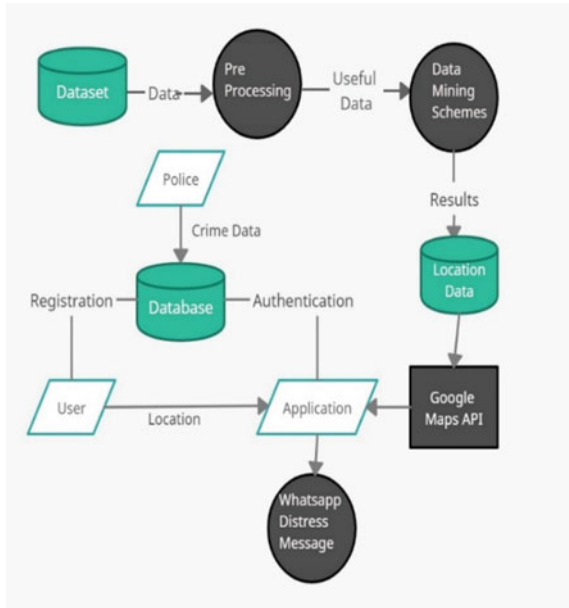 Dataset
Data
Pre
Processing
Useful
Data
Data
Mining
Schemes
Police
Results
Crime Data
Location
Data
Registration
Database
Authentication
User
Location
Application
Google
Maps API
Whatsapp
Distress
Message